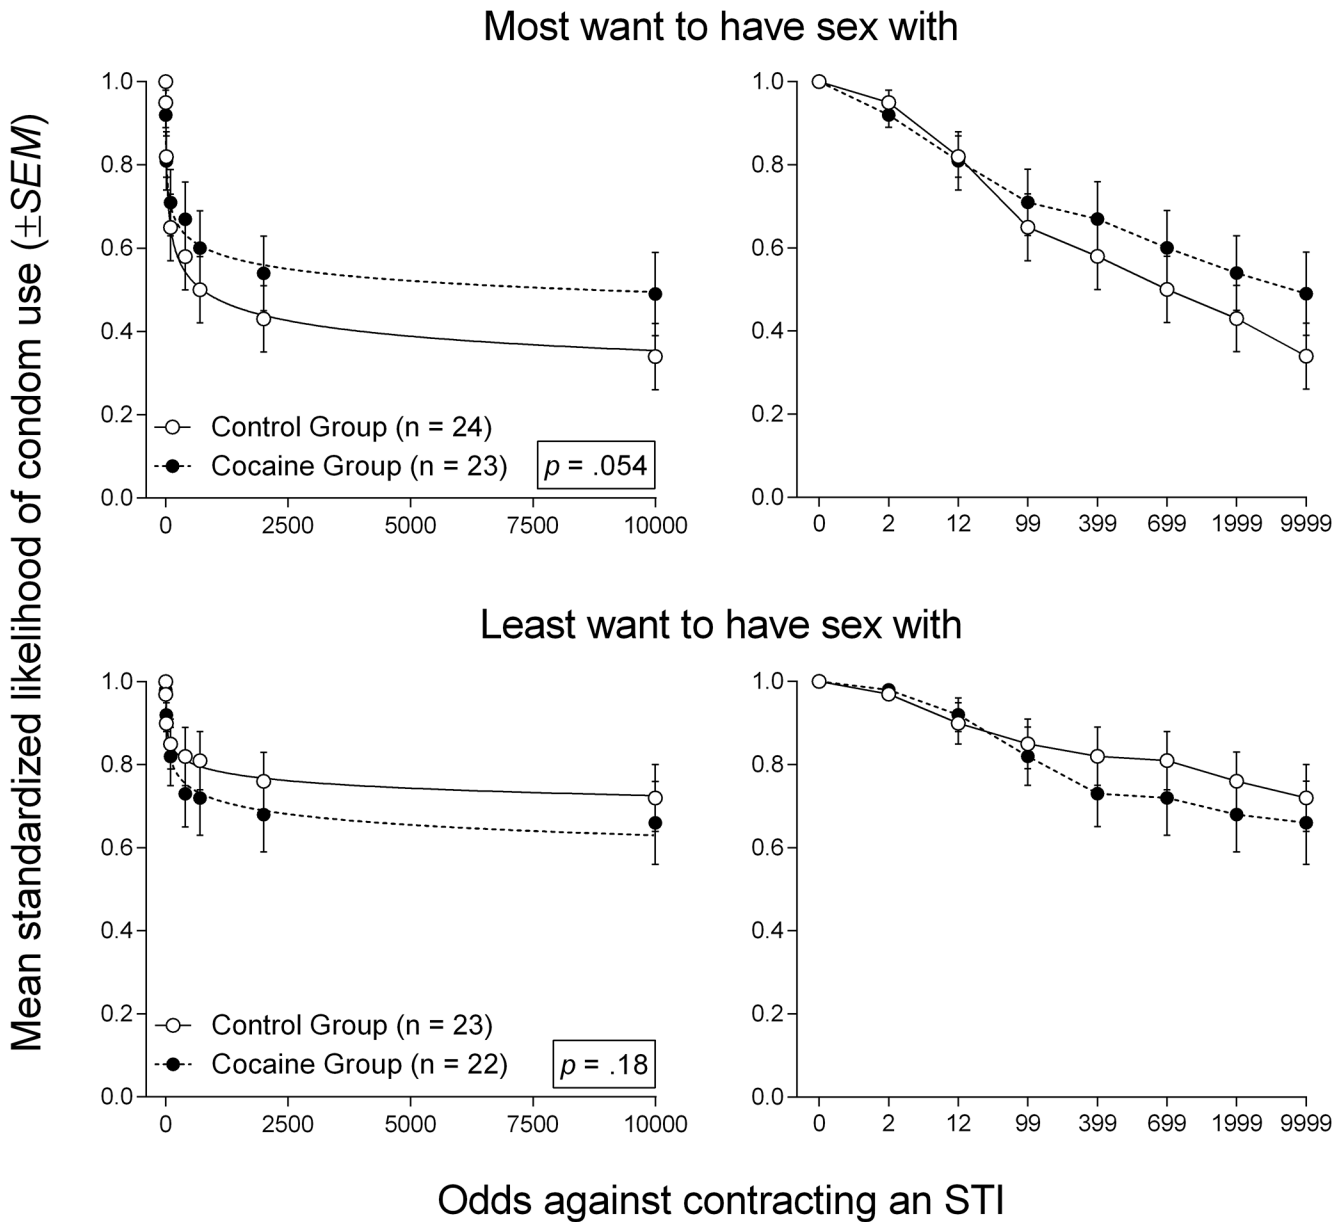 Most want to have sex with
Mean standardized likelihood of condom use (±SEM)
1.0
0.8
0.6
0.4
0.2
0.0
Control Group (n = 24)
Cocaine Group (n = 23)
p = .054
0 2500 5000 7500 10000
1.0
0.8
0.6
0.4
0.2
0.0
0 2 12 99 399 699 1999 9999
Least want to have sex with
1.0
0.8
0.6
0.4
0.2
0.0
Control Group (n = 23)
Cocaine Group (n = 22)
p = .18
0 2500 5000 7500 10000
1.0
0.8
0.6
0.4
0.2
0.0
0 2 12 99 399 699 1999 9999
Odds against contracting an STI